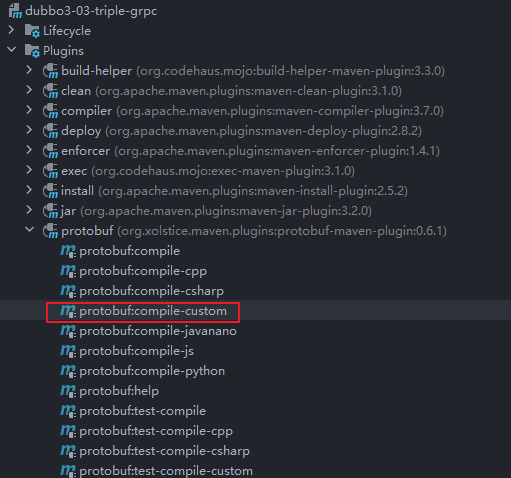 dubbo3-03-triple-grpc
Lifecycle
Plugins
build-helper (org.codehaus.mojo:build-helper-maven-plugin:3.3.0)
clean (org.apache.maven.plugins:maven-clean-plugin:3.1.0)
compiler (org.apache.maven.plugins:maven-compiler-plugin:3.7.0)
deploy (org.apache.maven.plugins:maven-deploy-plugin:2.8.2)
enforcer (org.apache.maven.plugins:maven-enforcer-plugin:1.4.1)
exec (org.codehaus.mojo:exec-maven-plugin:3.1.0)
install (org.apache.maven.plugins:maven-install-plugin:2.5.2)
jar (org.apache.maven.plugins:maven-jar-plugin:3.2.0)
protobuf (org.xolstice.maven.plugins:protobuf-maven-plugin:0.6.1)
protobuf:compile
protobuf:compile-cpp
protobuf:compile-csharp
protobuf:compile-custom
protobuf:compile-javanano
protobuf:compile-js
protobuf:compile-python
protobuf:help
protobuf:test-compile
protobuf:test-compile-cpp
protobuf:test-compile-csharp
protobuf:test-compile-custom